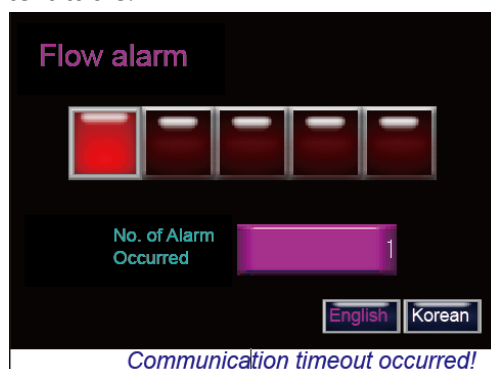 Flow alarm
No. of Alarm
Occurred
1
English
Korean
Communication timeout occurred!